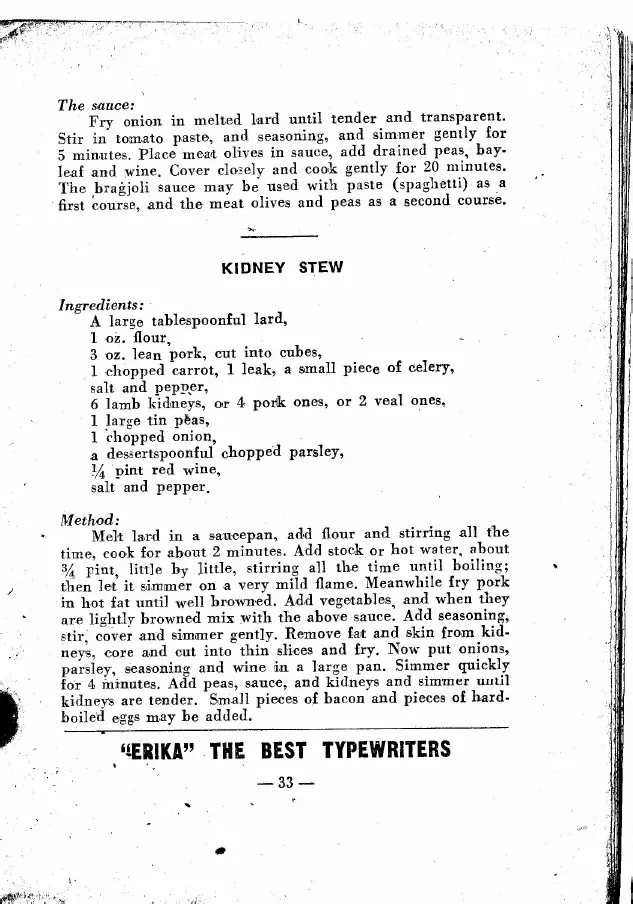 The sauce:
Fry onion in melted lard until tender and transparent.
Stir in tomato paste, and seasoning, and simmer gently for
5 minutes. Place meat olives in sauce, add drained peas, bay-
leaf and wine. Cover closely and cook gently for 20 minutes.
The bragjoli sauce may be used with paste (spaghetti) as a
first course, and the meat olives and peas as a second course.
KIDNEY STEW
Ingredients:
A large tablespoonful lard,
1 oz. flour,
3 oz. lean pork, cut into cubes,
1 chopped carrot, 1 leak, a small piece of celery,
salt and pepper,
6 lamb kidneys, or 4 pork ones, or 2 veal ones,
1 large tin peas,
1 chopped onion,
a dessertspoonful chopped parsley,
¼ pint red wine,
salt and pepper.
Method:
Melt lard in a saucepan, add flour and stirring all the
time, cook for about 2 minutes. Add stock or hot water, about
¾ pint, little by little, stirring all the time until boiling;
then let it simmer on a very mild flame. Meanwhile fry pork
in hot fat until well browned. Add vegetables, and when they
are lightly browned mix with the above sauce. Add seasoning,
stir, cover and simmer gently. Remove fat and skin from kid-
neys, core and cut into thin slices and fry. Now put onions,
parsley, seasoning and wine in a large pan. Simmer quickly
for 4 minutes. Add peas, sauce, and kidneys and simmer until
kidneys are tender. Small pieces of bacon and pieces of hard-
boiled eggs may be added.
"ERIKA" THE BEST TYPEWRITERS
— 33 —